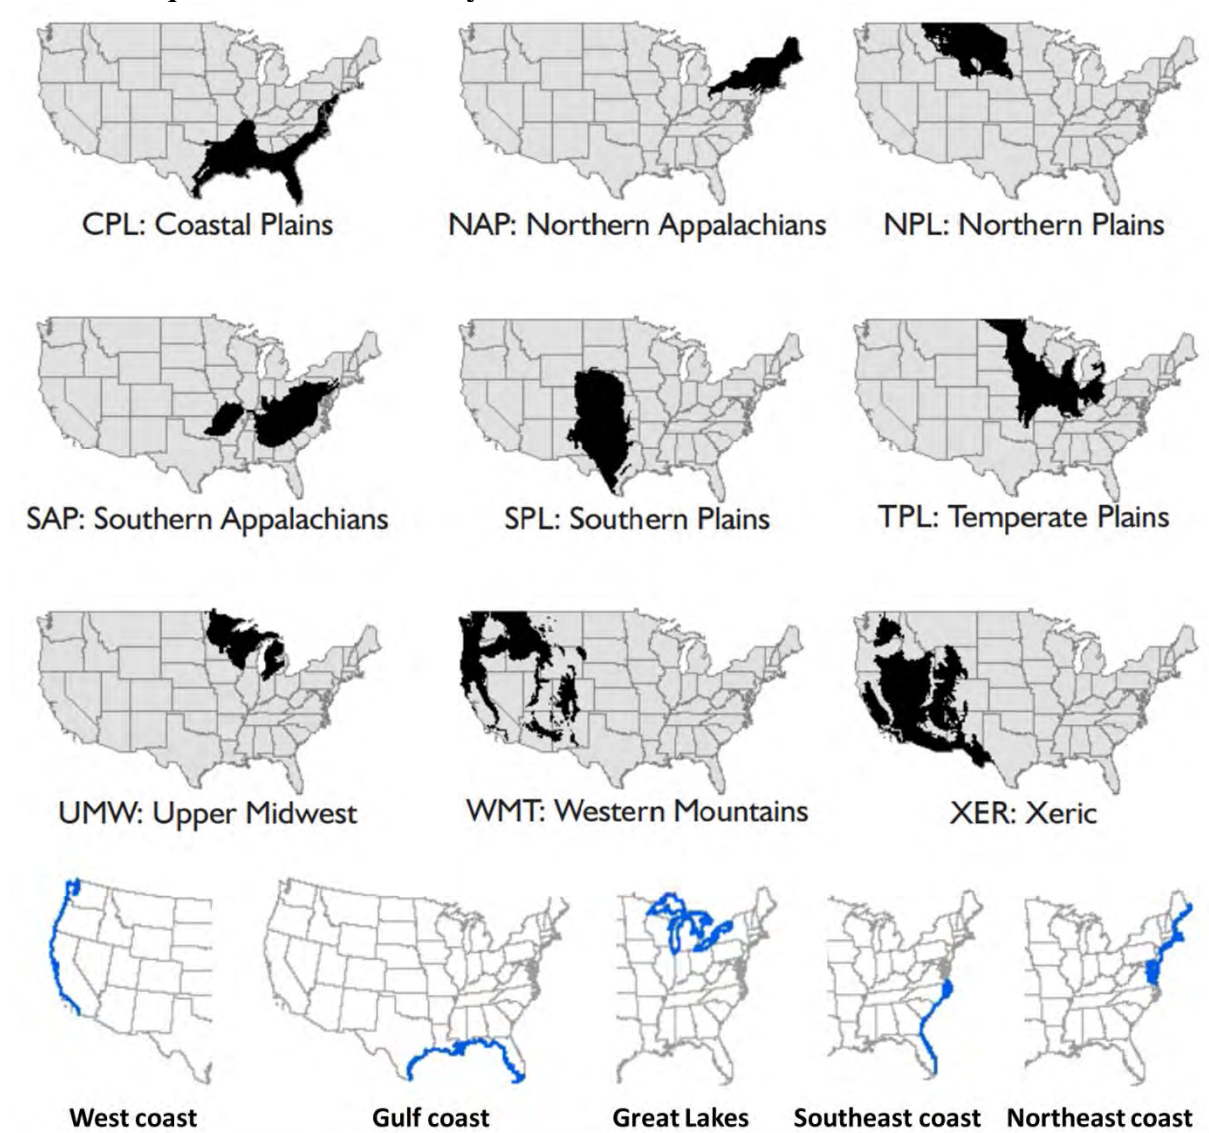 CPL: Coastal Plains
NAP: Northern Appalachians
NPL: Northern Plains
SAP: Southern Appalachians
SPL: Southern Plains
TPL: Temperate Plains
UMW: Upper Midwest
WMT: Western Mountains
XER: Xeric
West coast
Gulf coast
Great Lakes
Southeast coast
Northeast coast